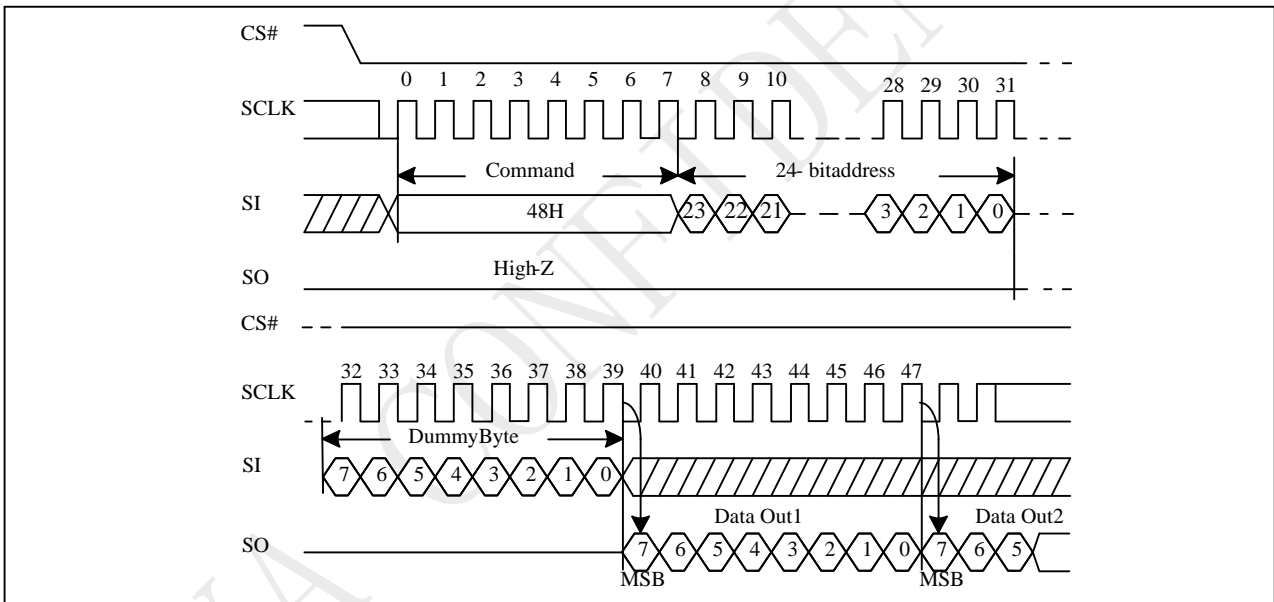 CS#
0 1 2 3 4 5 6 7 8 9 10 28 29 30 31
SCLK
Command 24- bitaddress
SI 48H 23 22 21 3 2 1 0
High-Z
SO
CS#
32 33 34 35 36 37 38 39 40 41 42 43 44 45 46 47
SCLK
DummyByte
SI 7 6 5 4 3 2 1 0
Data Out1 Data Out2
SO 7 6 5 4 3 2 1 0 7 6 5
MSB MSB